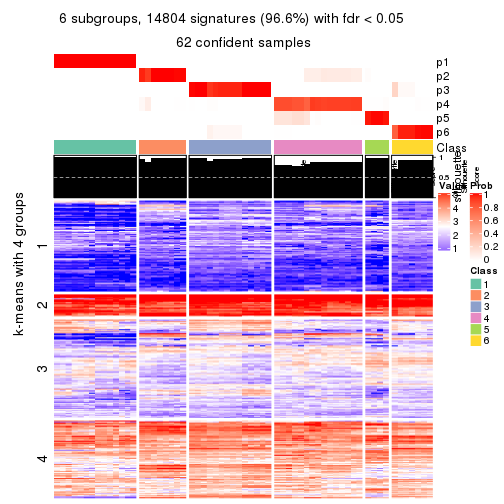 6 subgroups, 14804 signatures (96.6%) with fdr < 0.05
62 confident samples
p1
p2
p3
p4
p5
p6
Class
1
0.5
silhouette
score
k-means with 4 groups
1
2
3
4
Value
4
3
2
1
Prob
1
0.8
0.6
0.4
0.2
0
Class
1
2
3
4
5
6